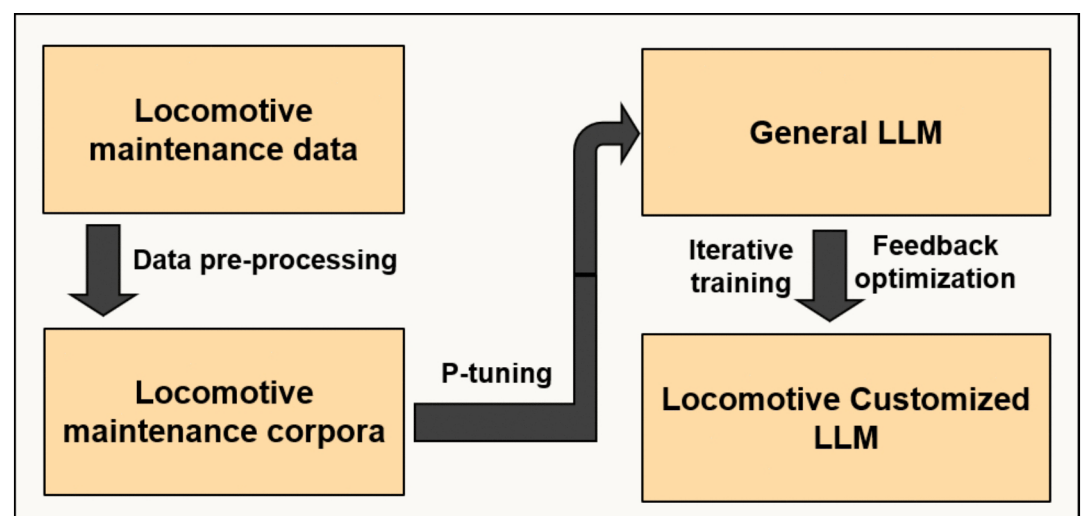 Locomotive
maintenance data
Data pre-processing
Locomotive
maintenance corpora
P-tuning
General LLM
Iterative
training
Feedback
optimization
Locomotive Customized
LLM